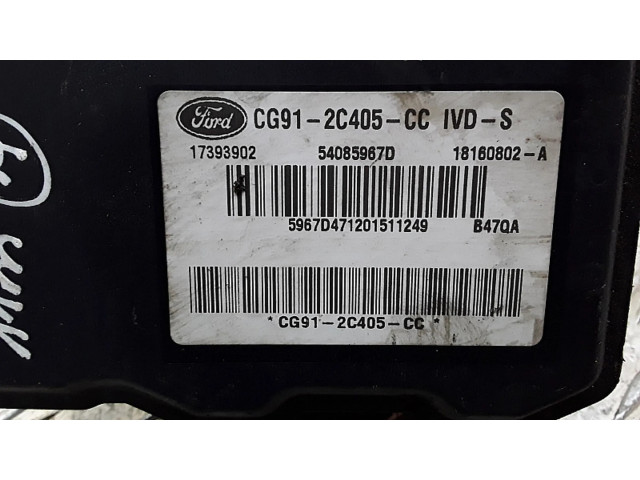 Ford CG91-2C405-CC IVD-S
17393902 54085967D 18160802-A
5967D471201511249 B47QA
* CG91-2C405-CC *